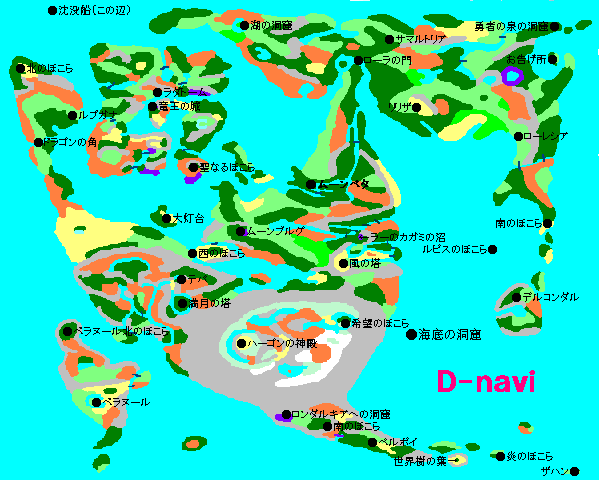 沈没船(この辺)
湖の洞窟
勇者の泉の洞窟
サマルトリア
ローラの門
お告げ所
北のほこら
ラダトーム
竜王の城
リリザ
ルプガナ
ドラゴンの角
ローレシア
聖なるほこら
ムーンペタ
大灯台
ムーンブルグ
ラーのカガミの沼
南のほこら
西のほこら
風の塔
ルビスのほこら
テパ
満月の塔
デルコンダル
ペラヌール北のほこら
希望のほこら
海底の洞窟
ハーゴンの神殿
D-navi
ペラヌール
ロンダルキアへの洞窟
南のほこら
ベルポイ
世界樹の葉
炎のほこら
ザハン